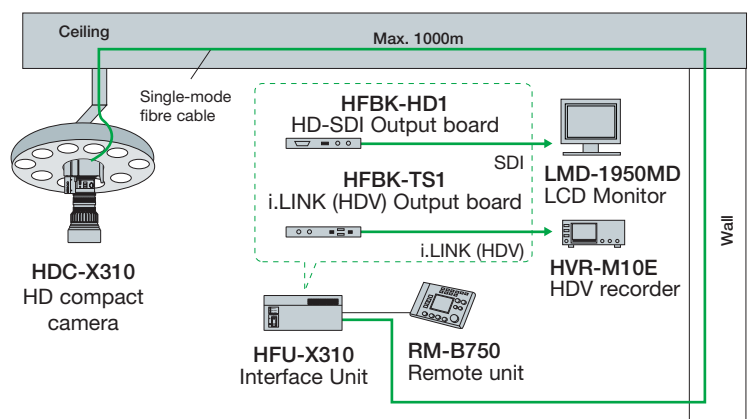 Ceiling
Max. 1000m
Single-mode
fibre cable
HFBK-HD1
HD-SDI Output board
SDI
HFBK-TS1
i.LINK (HDV) Output board
i.LINK (HDV)
LMD-1950MD
LCD Monitor
HVR-M10E
HDV recorder
Wall
HDC-X310
HD compact
camera
HFU-X310
Interface Unit
RM-B750
Remote unit